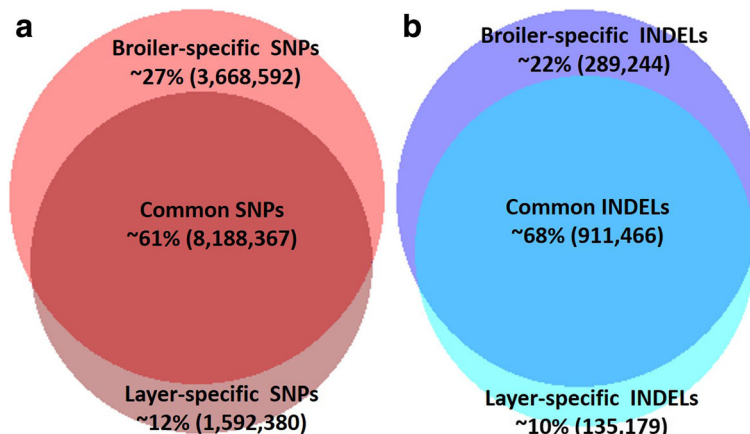 a
Broiler-specific SNPs
~27% (3,668,592)
Common SNPs
~61% (8,188,367)
Layer-specific SNPs
~12% (1,592,380)
b
Broiler-specific INDELs
~22% (289,244)
Common INDELs
~68% (911,466)
Layer-specific INDELs
~10% (135,179)